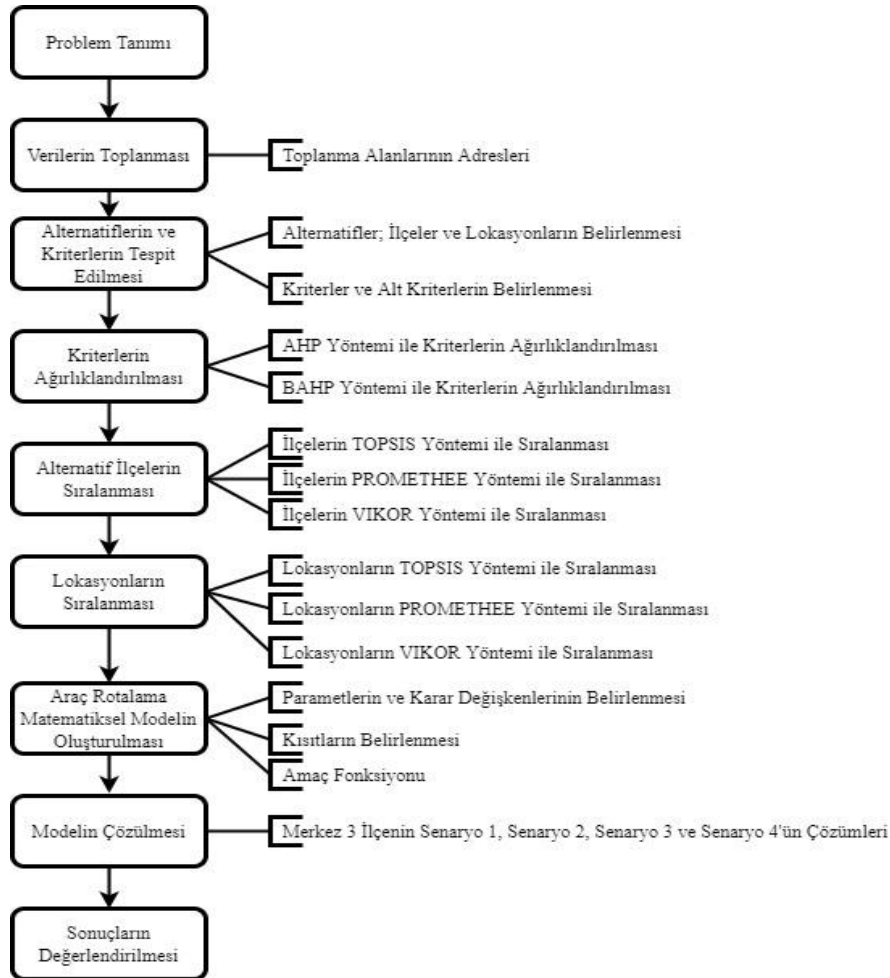 Problem Tanımı
Verilerin Toplanması
Toplanma Alanlarının Adresleri
Alternatiflerin ve
Kriterlerin Tespit
Edilmesi
Alternatifler; İlçeler ve Lokasyonların Belirlenmesi
Kriterler ve Alt Kriterlerin Belirlenmesi
Kriterlerin
Ağırlıklandırılması
AHP Yöntemi ile Kriterlerin Ağırlıklandırılması
BAHP Yöntemi ile Kriterlerin Ağırlıklandırılması
Alternatif İlçelerin
Sıralanması
İlçelerin TOPSIS Yöntemi ile Sıralanması
İlçelerin PROMETHEE Yöntemi ile Sıralanması
İlçelerin VIKOR Yöntemi ile Sıralanması
Lokasyonların
Sıralanması
Lokasyonların TOPSIS Yöntemi ile Sıralanması
Lokasyonların PROMETHEE Yöntemi ile Sıralanması
Lokasyonların VIKOR Yöntemi ile Sıralanması
Araç Rotalama
Matematiksel Modelin
Oluşturulması
Parametlerin ve Karar Değişkenlerinin Belirlenmesi
Kısıtların Belirlenmesi
Amaç Fonksiyonu
Modelin Çözülmesi
Merkez 3 İlçenin Senaryo 1, Senaryo 2, Senaryo 3 ve Senaryo 4'ün Çözümleri
Sonuçların
Değerlendirilmesi